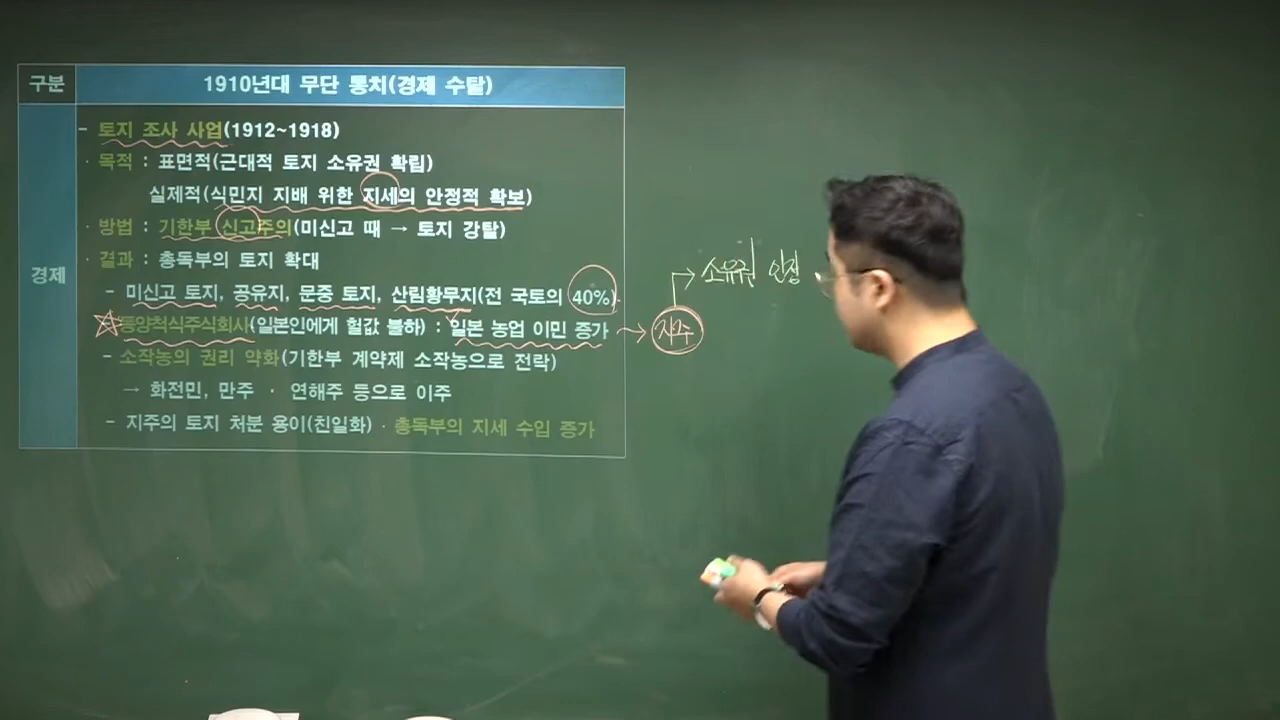 구분
1910년대 무단 통치(경제 수탈)
경제
- 토지 조사 사업(1912~1918)
· 목적 : 표면적(근대적 토지 소유권 확립)
실제적(식민지 지배 위한 지세의 안정적 확보)
· 방법 : 기한부 신고주의(미신고 때 → 토지 강탈)
· 결과 : 총독부의 토지 확대
- 미신고 토지, 공유지, 문중 토지, 산림황무지(전 국토의 40%)
동양척식주식회사(일본인에게 헐값 불하) : 일본 농업 이민 증가 → 지주
→ 소유권 인정
- 소작농의 권리 약화(기한부 계약제 소작농으로 전락)
→ 화전민, 만주 · 연해주 등으로 이주
- 지주의 토지 처분 용이(친일화) · 총독부의 지세 수입 증가